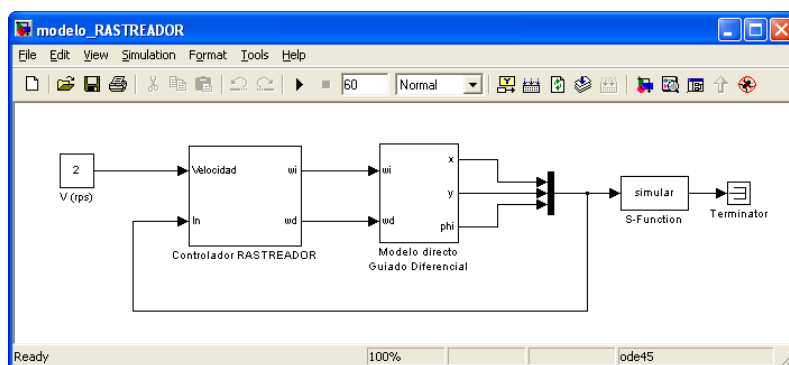 modelo_RASTREADOR
File Edit View Simulation Format Tools Help
60 Normal
2
V (rps)
Velocidad
In
wi
wd
Controlador RASTREADOR
wi
wd
x
y
phi
Modelo directo
Guiado Diferencial
simular
S-Function
Terminator
Ready 100% ode45